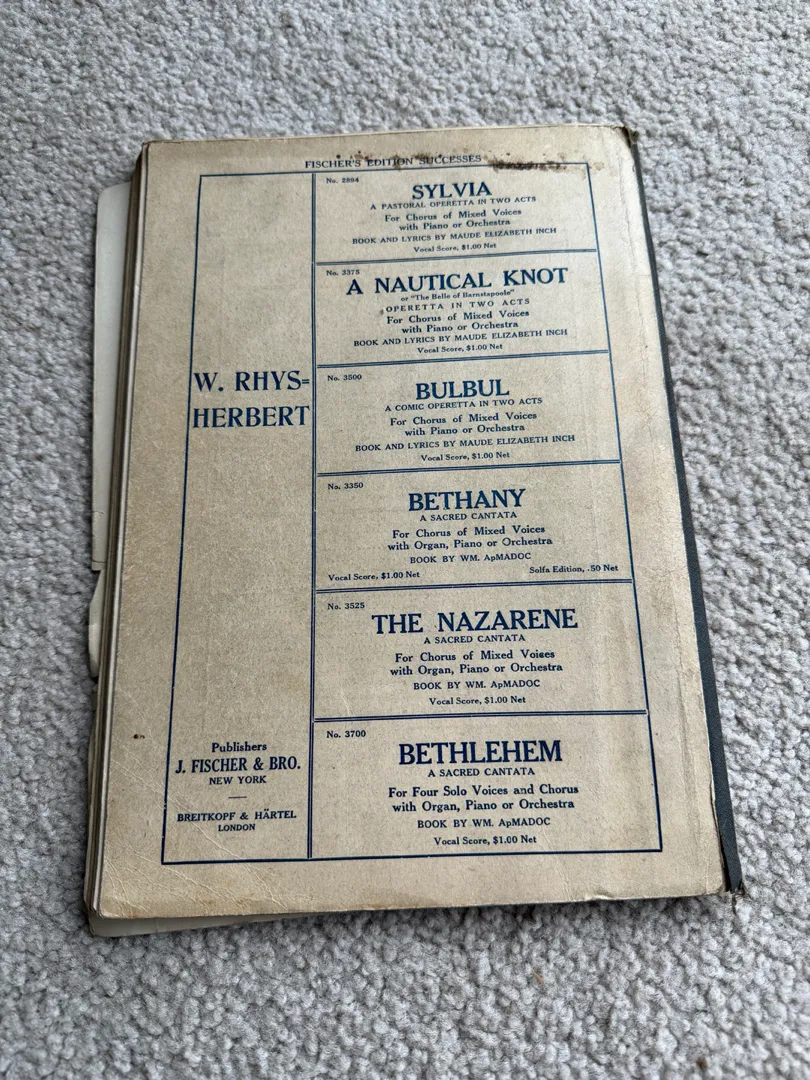 FISCHER'S EDITION SUCCESSES
W. RHYS=
HERBERT
Publishers
J. FISCHER & BRO.
NEW YORK
BREITKOPF & HÄRTEL
LONDON
No. 2894
SYLVIA
A PASTORAL OPERETTA IN TWO ACTS
For Chorus of Mixed Voices
with Piano or Orchestra
BOOK AND LYRICS BY MAUDE ELIZABETH INCH
Vocal Score, $1.00 Net
No. 3375
A NAUTICAL KNOT
or "The Belle of Barnstapoole"
OPERETTA IN TWO ACTS
For Chorus of Mixed Voices
with Piano or Orchestra
BOOK AND LYRICS BY MAUDE ELIZABETH INCH
Vocal Score, $1.00 Net
No. 3500
BULBUL
A COMIC OPERETTA IN TWO ACTS
For Chorus of Mixed Voices
with Piano or Orchestra
BOOK AND LYRICS BY MAUDE ELIZABETH INCH
Vocal Score, $1.00 Net
No. 3350
BETHANY
A SACRED CANTATA
For Chorus of Mixed Voices
with Organ, Piano or Orchestra
BOOK BY WM. ApMADOC
Vocal Score, $1.00 Net Solfa Edition, .50 Net
No. 3525
THE NAZARENE
A SACRED CANTATA
For Chorus of Mixed Voices
with Organ, Piano or Orchestra
BOOK BY WM. ApMADOC
Vocal Score, $1.00 Net
No. 3700
BETHLEHEM
A SACRED CANTATA
For Four Solo Voices and Chorus
with Organ, Piano or Orchestra
BOOK BY WM. ApMADOC
Vocal Score, $1.00 Net